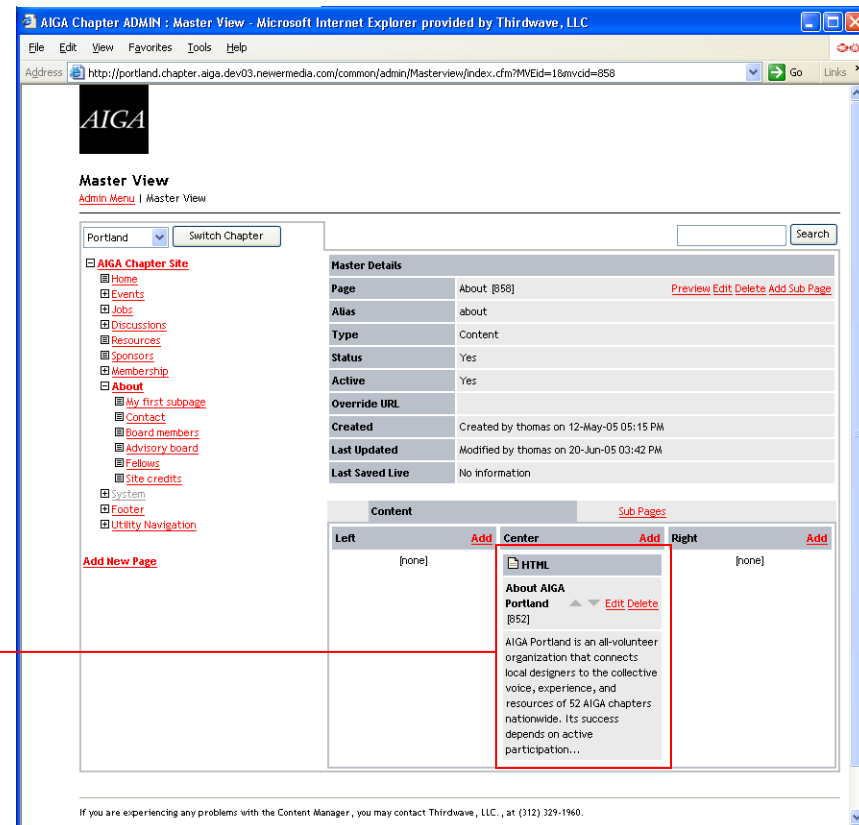 AIGA Chapter ADMIN : Master View - Microsoft Internet Explorer provided by Thirdwave, LLC
File Edit View Favorites Tools Help
Address http://portland.chapter.aiga.dev03.newermedia.com/common/admin/Masterview/index.cfm?MVEid=1&mvcid=858 Go Links
AIGA
Master View
Admin Menu | Master View
Portland Switch Chapter Search
AIGA Chapter Site
Home
Events
Jobs
Discussions
Resources
Sponsors
Membership
About
My first subpage
Contact
Board members
Advisory board
Fellows
Site credits
System
Footer
Utility Navigation
Add New Page
Master Details
Page About [858] Preview Edit Delete Add Sub Page
Alias about
Type Content
Status Yes
Active Yes
Override URL
Created Created by thomas on 12-May-05 05:15 PM
Last Updated Modified by thomas on 20-Jun-05 03:42 PM
Last Saved Live No information
Content Sub Pages
Left Add Center Add Right Add
[none] HTML [none]
About AIGA
Portland Edit Delete
[852]
AIGA Portland is an all-volunteer
organization that connects
local designers to the collective
voice, experience, and
resources of 52 AIGA chapters
nationwide. Its success
depends on active
participation...
If you are experiencing any problems with the Content Manager, you may contact Thirdwave, LLC., at (312) 329-1960.